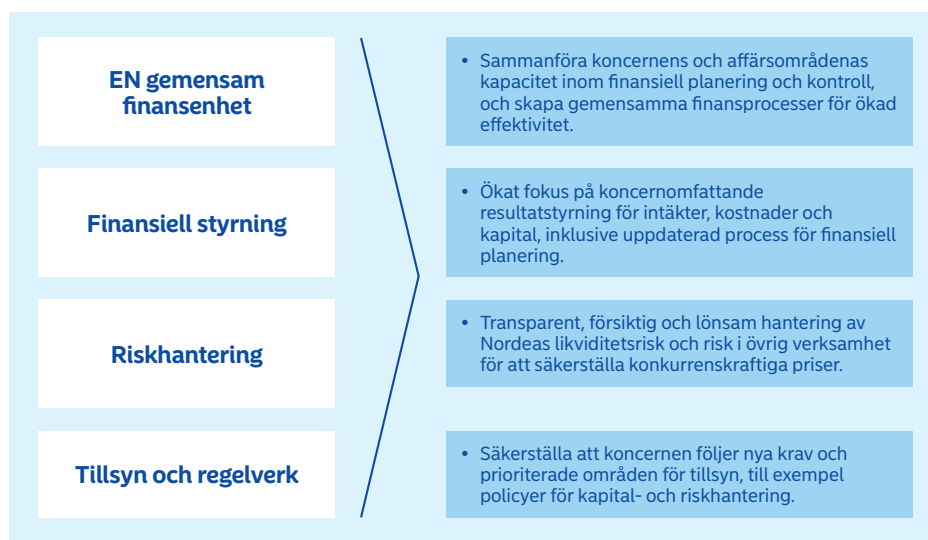 EN gemensam
finansenhet
• Sammanföra koncernens och affärsområdenas
kapacitet inom finansiell planering och kontroll,
och skapa gemensamma finansprocesser för ökad
effektivitet.
Finansiell styrning
• Ökat fokus på koncernomfattande
resultatstyrning för intäkter, kostnader och
kapital, inklusive uppdaterad process för finansiell
planering.
Riskhantering
• Transparent, försiktig och lönsam hantering av
Nordeas likviditetsrisk och risk i övrig verksamhet
för att säkerställa konkurrenskraftiga priser.
Tillsyn och regelverk
• Säkerställa att koncernen följer nya krav och
prioriterade områden för tillsyn, till exempel
policyer för kapital- och riskhantering.